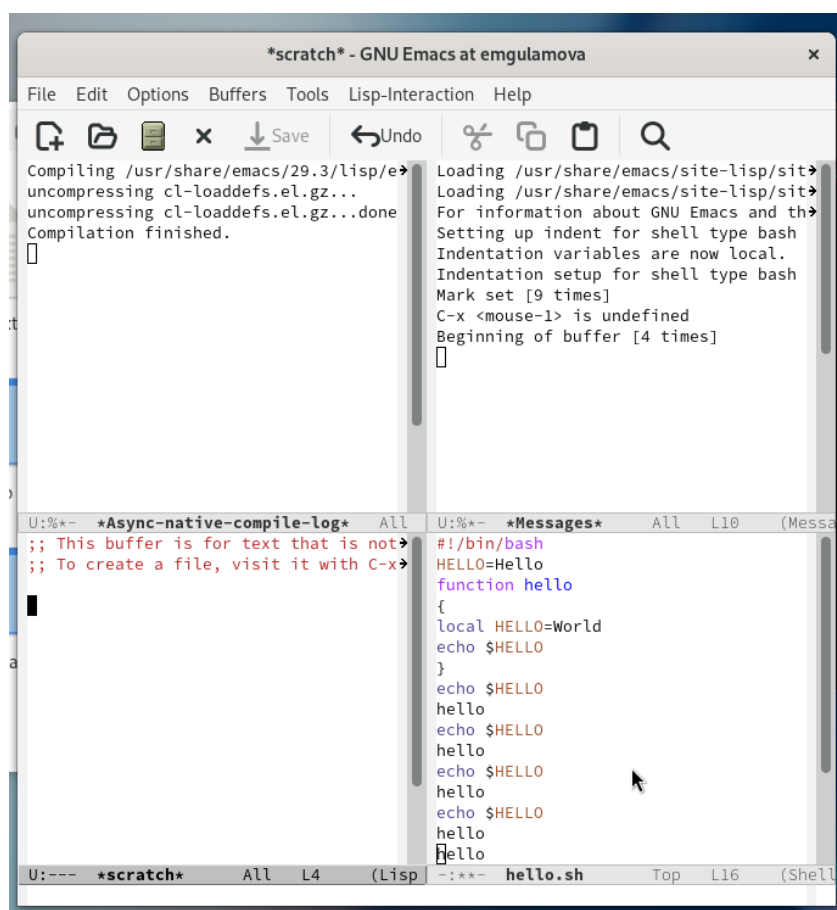 *scratch* - GNU Emacs at emgulamova
File Edit Options Buffers Tools Lisp-Interaction Help
Save Undo
Compiling /usr/share/emacs/29.3/lisp/e
uncompressing cl-loaddefs.el.gz...
uncompressing cl-loaddefs.el.gz...done
Compilation finished.
U:%*- *Async-native-compile-log* All
Loading /usr/share/emacs/site-lisp/sit
Loading /usr/share/emacs/site-lisp/sit
For information about GNU Emacs and th
Setting up indent for shell type bash
Indentation variables are now local.
Indentation setup for shell type bash
Mark set [9 times]
C-x <mouse-1> is undefined
Beginning of buffer [4 times]
U:%*- *Messages* All L10 (Messa
;; This buffer is for text that is not
;; To create a file, visit it with C-x
U:--- *scratch* All L4 (Lisp
#!/bin/bash
HELLO=Hello
function hello
{
local HELLO=World
echo $HELLO
}
echo $HELLO
hello
echo $HELLO
hello
echo $HELLO
hello
echo $HELLO
hello
hello
-:**- hello.sh Top L16 (Shell